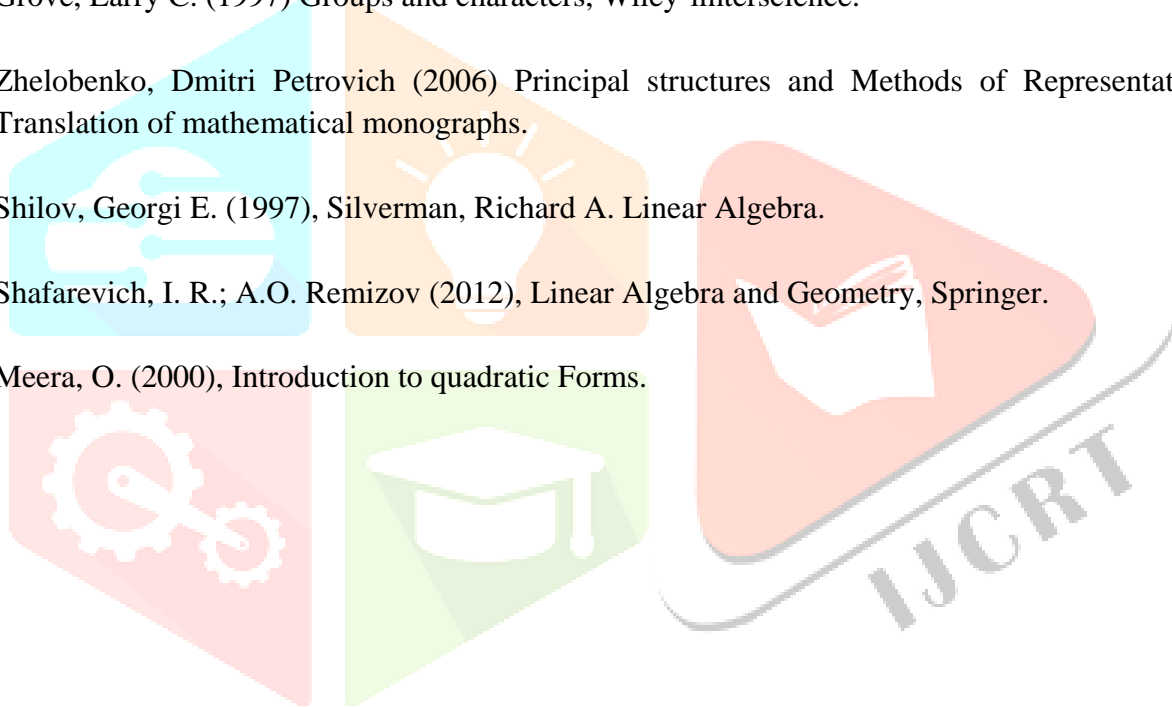 Grove, Larry C. (1997) Groups and characters, Wiley-Interscience.
Zhelobenko, Dmitri Petrovich (2006) Principal structures and Methods of
Translation of mathematical monographs.
Shilov, Georgi E. (1997), Silverman, Richard A. Linear Algebra.
Shafarevich, I. R.; A.O. Remizov (2012), Linear Algebra and Geometry, Springer.
Meera, O. (2000), Introduction to quadratic Forms.
IJCRT